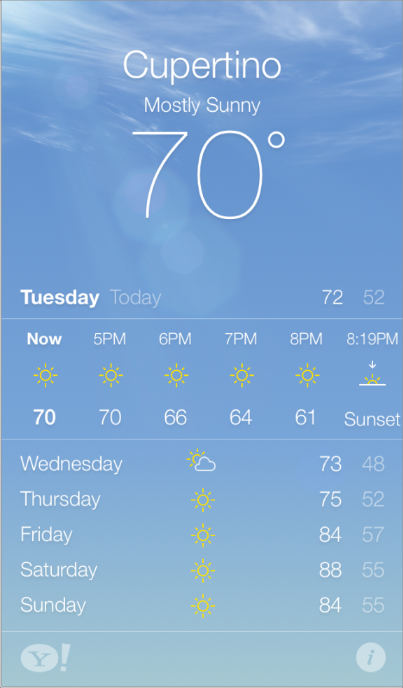 Cupertino
Mostly Sunny
70°
Tuesday Today 72 52
Now 5PM 6PM 7PM 8PM 8:19PM
70 70 66 64 61 Sunset
Wednesday 73 48
Thursday 75 52
Friday 84 57
Saturday 88 55
Sunday 84 55
Y! i